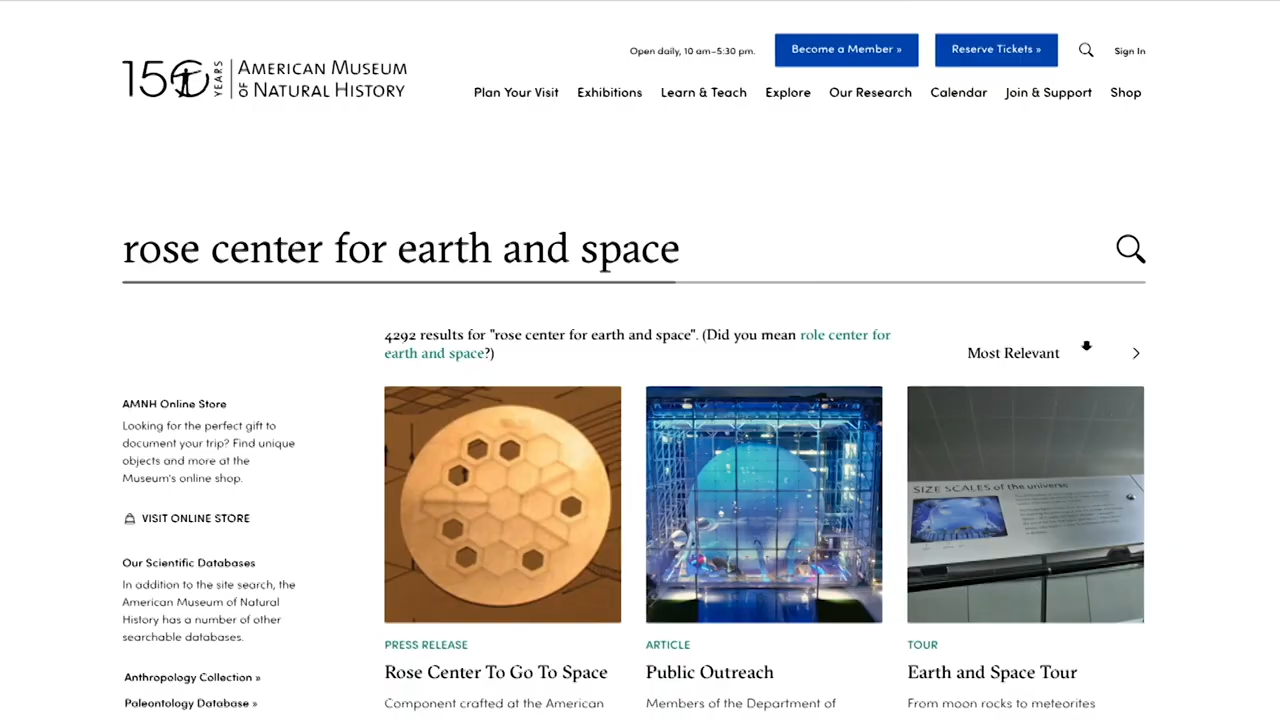 Open daily, 10 am–5:30 pm.
Become a Member »
Reserve Tickets »
Sign In
150 YEARS
AMERICAN MUSEUM
OF NATURAL HISTORY
Plan Your Visit
Exhibitions
Learn & Teach
Explore
Our Research
Calendar
Join & Support
Shop
rose center for earth and space
4292 results for "rose center for earth and space". (Did you mean role center for
earth and space?)
Most Relevant
AMNH Online Store
Looking for the perfect gift to
document your trip? Find unique
objects and more at the
Museum's online shop.
VISIT ONLINE STORE
Our Scientific Databases
In addition to the site search, the
American Museum of Natural
History has a number of other
searchable databases.
Anthropology Collection »
Paleontology Database »
PRESS RELEASE
Rose Center To Go To Space
Component crafted at the American
ARTICLE
Public Outreach
Members of the Department of
SIZE SCALES of the universe
TOUR
Earth and Space Tour
From moon rocks to meteorites